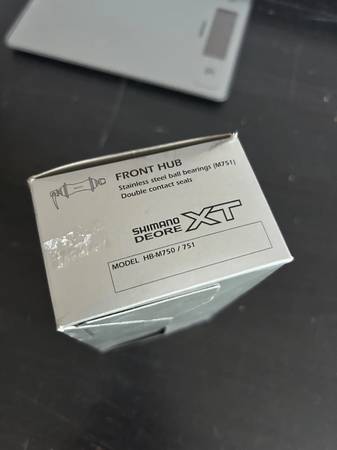 FRONT HUB
Stainless steel ball bearings (M751)
Double contact seals
SHIMANO
DEORE XT
MODEL HB-M750 / 751